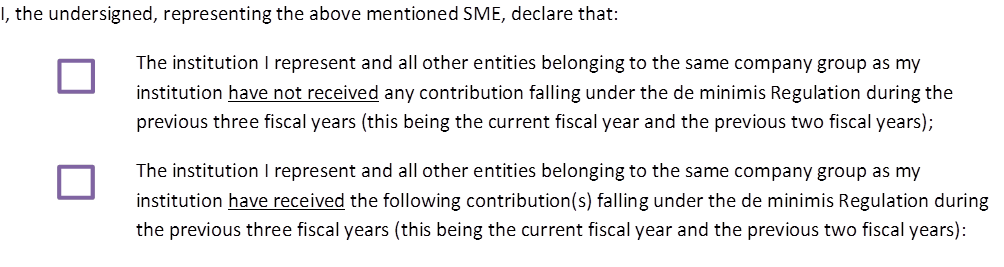 I, the undersigned, representing the above mentioned SME, declare that:
The institution I represent and all other entities belonging to the same company group as my
institution have not received any contribution falling under the de minimis Regulation during the
previous three fiscal years (this being the current fiscal year and the previous two fiscal years);
The institution I represent and all other entities belonging to the same company group as my
institution have received the following contribution(s) falling under the de minimis Regulation during
the previous three fiscal years (this being the current fiscal year and the previous two fiscal years):